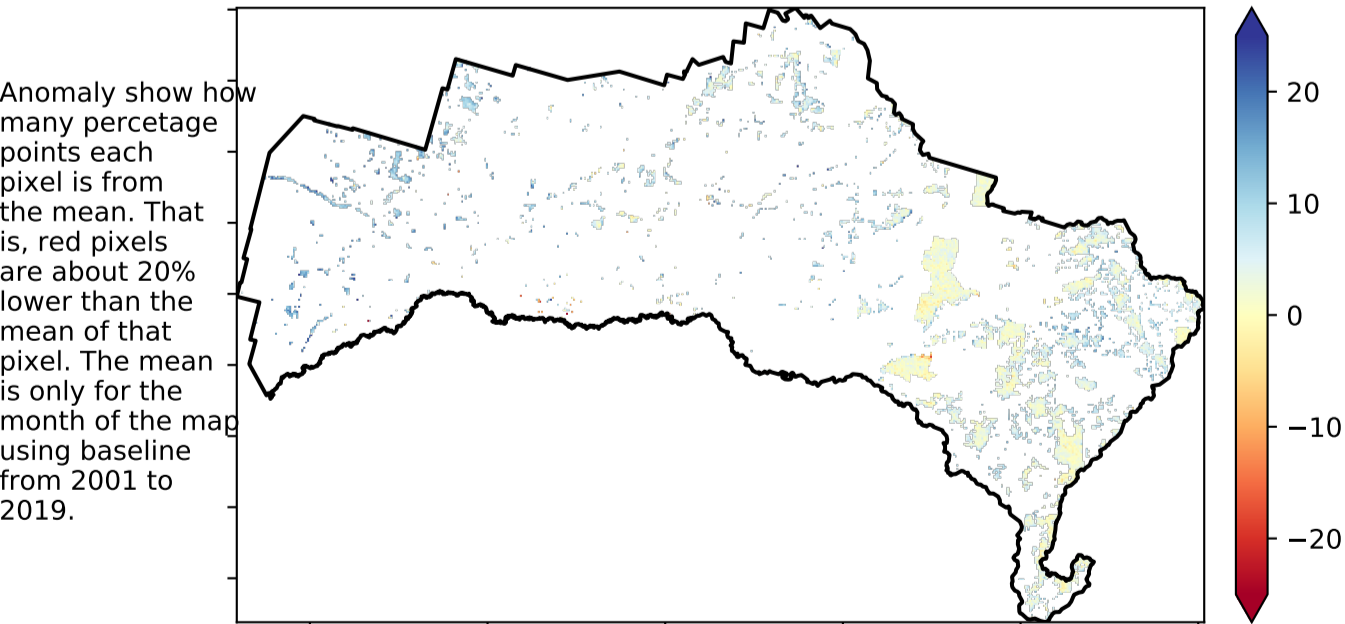 Anomaly show how
many percetage
points each
pixel is from
the mean. That
is, red pixels
are about 20%
lower than the
mean of that
pixel. The mean
is only for the
month of the map
using baseline
from 2001 to
2019.
20
10
0
−10
−20